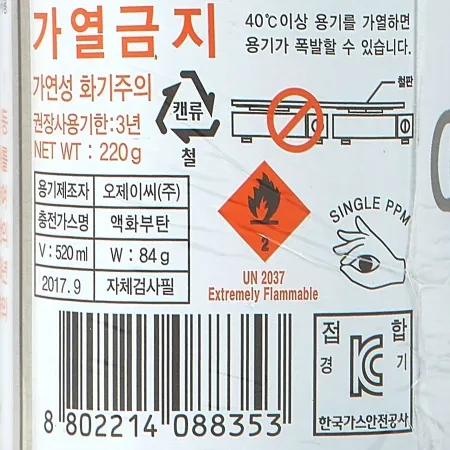 가열금지
40℃이상 용기를 가열하면
용기가 폭발할 수 있습니다.
가연성 화기주의
권장사용기한:3년
NET WT : 220g
캔류
철
철판
용기제조자 오제이씨(주)
충전가스명 액화부탄
V : 520 ml W : 84 g
2017. 9 자체검사필
2
UN 2037
Extremely Flammable
SINGLE PPM
접합
경기
KC
한국가스안전공사
8 802214 088353